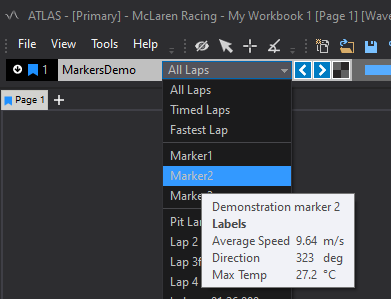 ATLAS - [Primary] - McLaren Racing - My Workbook 1 [Page 1] [Wave
File View Tools Help
1 MarkersDemo All Laps
Page 1
All Laps
Timed Laps
Fastest Lap
Marker1
Marker2
Demonstration marker 2
Labels
Average Speed 9.64 m/s
Direction 323 deg
Max Temp 27.2 °C
Pit Lan
Lap 2
Lap 3f
Lap 4